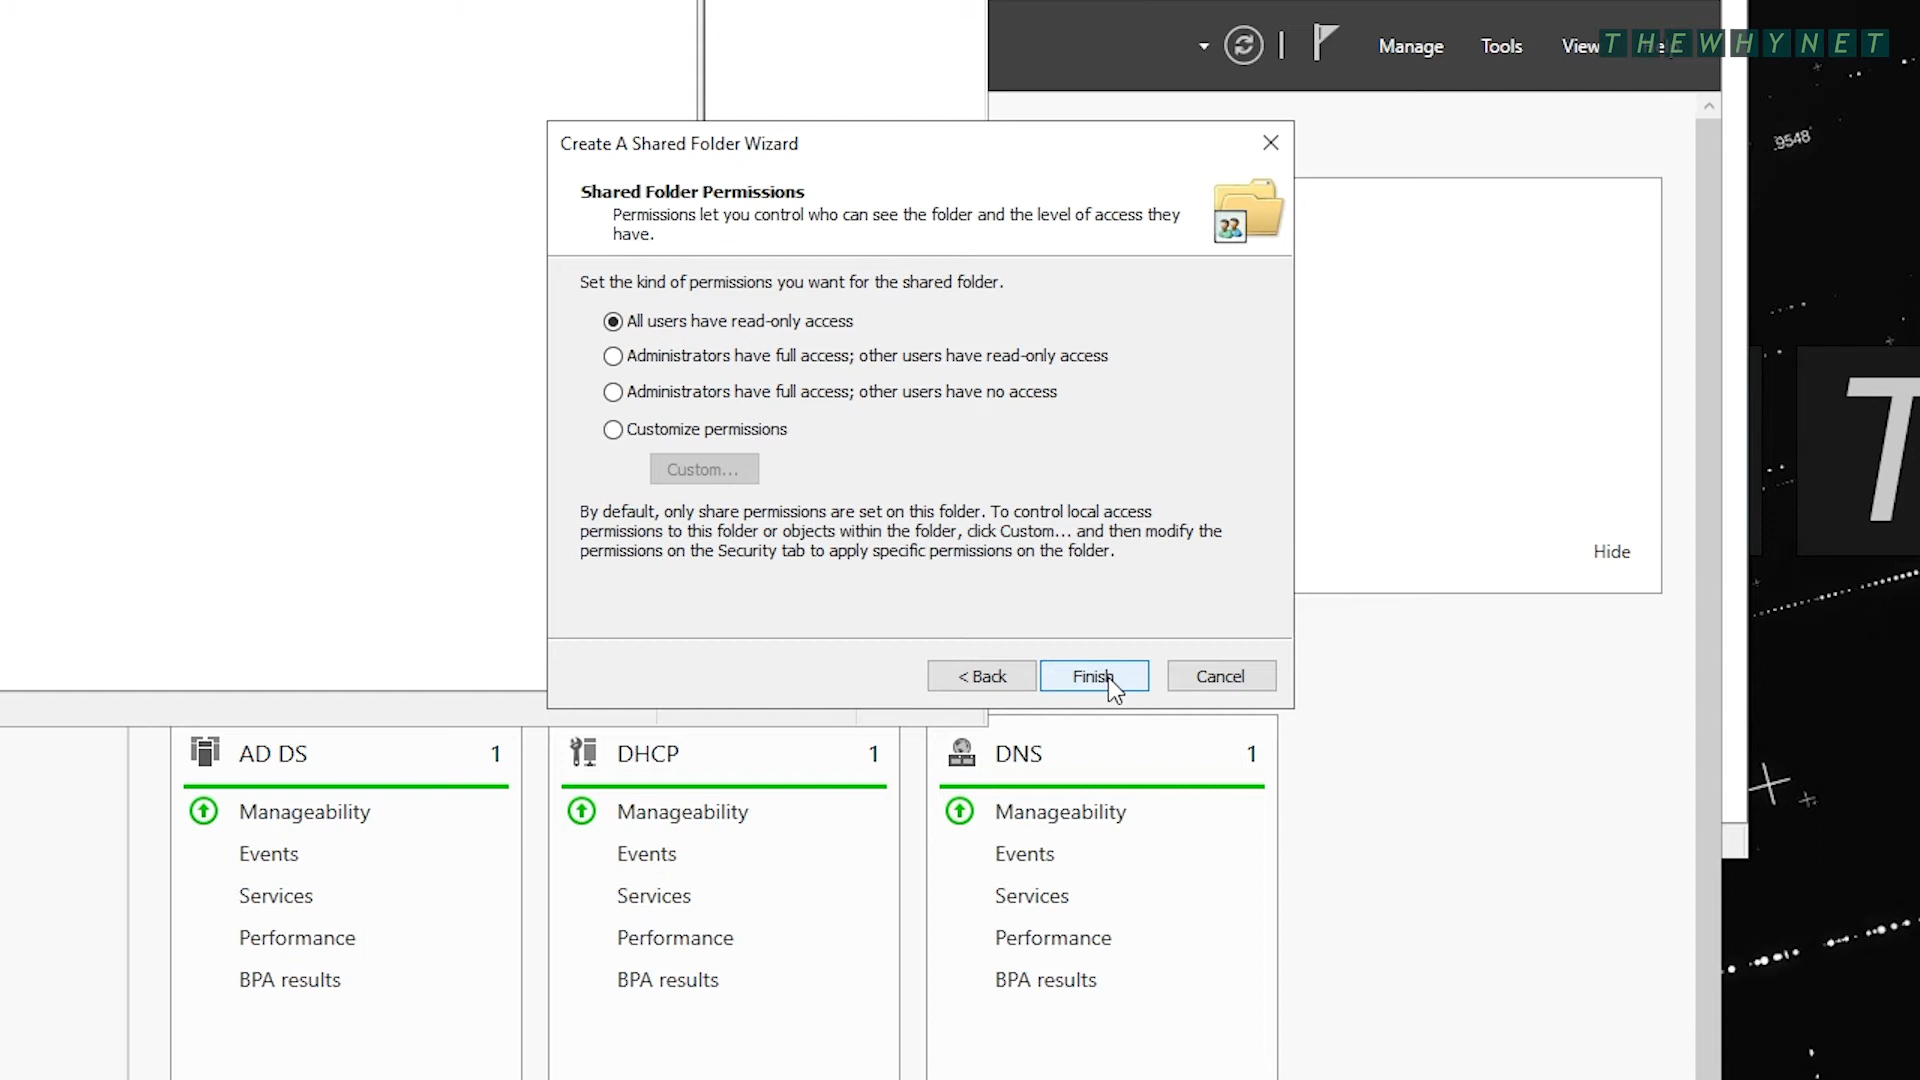 Manage
Tools
View
THEWHYNET
9548
Create A Shared Folder Wizard
Shared Folder Permissions
Permissions let you control who can see the folder and the level of access they
have.
Set the kind of permissions you want for the shared folder.
All users have read-only access
Administrators have full access; other users have read-only access
Administrators have full access; other users have no access
Customize permissions
Custom...
By default, only share permissions are set on this folder. To control local access
permissions to this folder or objects within the folder, click Custom... and then modify the
permissions on the Security tab to apply specific permissions on the folder.
T
Hide
< Back
Finish
Cancel
AD DS 1
Manageability
Events
Services
Performance
BPA results
DHCP 1
Manageability
Events
Services
Performance
BPA results
DNS 1
Manageability
Events
Services
Performance
BPA results